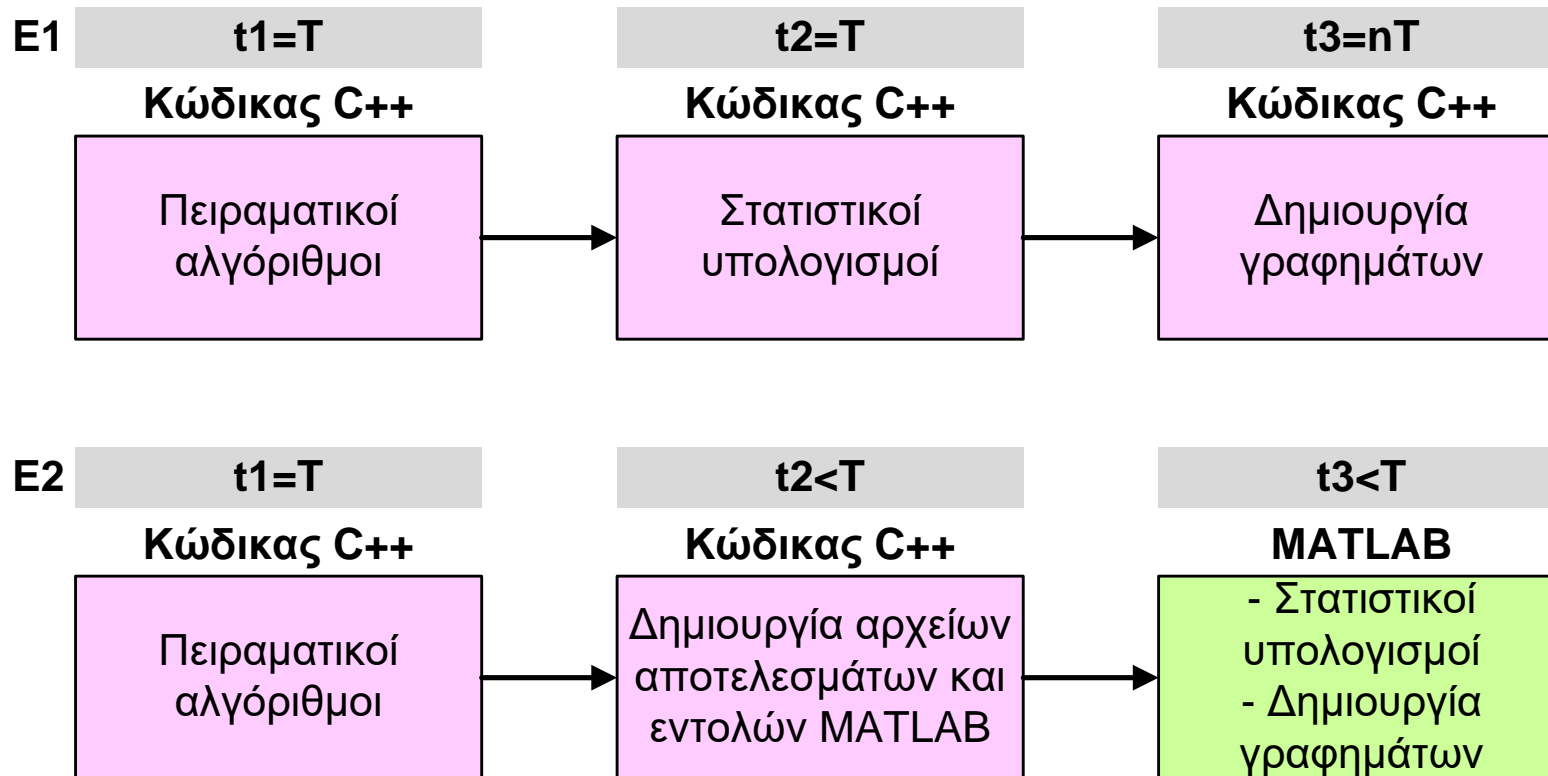 E1 t1=T t2=T t3=nT
Κώδικας C++ Κώδικας C++ Κώδικας C++
Πειραματικοί
αλγόριθμοι
Στατιστικοί
υπολογισμοί
Δημιουργία
γραφημάτων
E2 t1=T t2<T t3<T
Κώδικας C++ Κώδικας C++ MATLAB
Πειραματικοί
αλγόριθμοι
Δημιουργία αρχείων
αποτελεσμάτων και
εντολών MATLAB
- Στατιστικοί
υπολογισμοί
- Δημιουργία
γραφημάτων